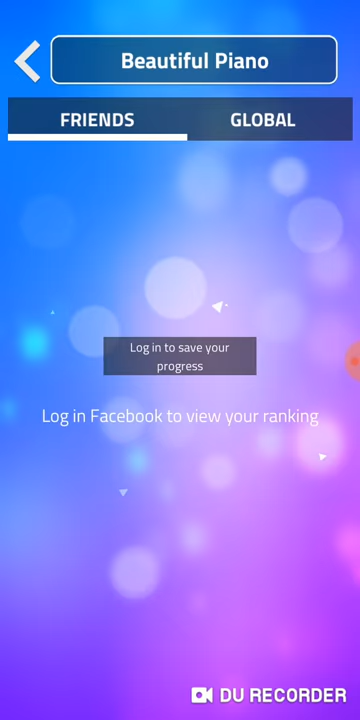 Beautiful Piano
FRIENDS
GLOBAL
Log in to save your
progress
Log in Facebook to view your ranking
DU RECORDER